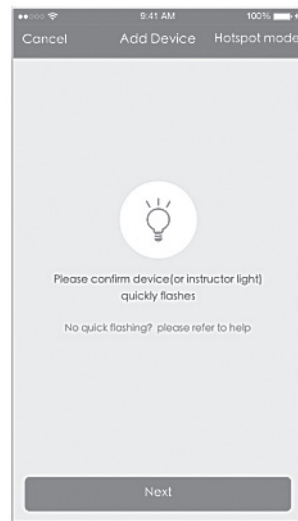 9:41 AM 100%
Cancel Add Device Hotspot mode
Please confirm device(or instructor light)
quickly flashes
No quick flashing? please refer to help
Next